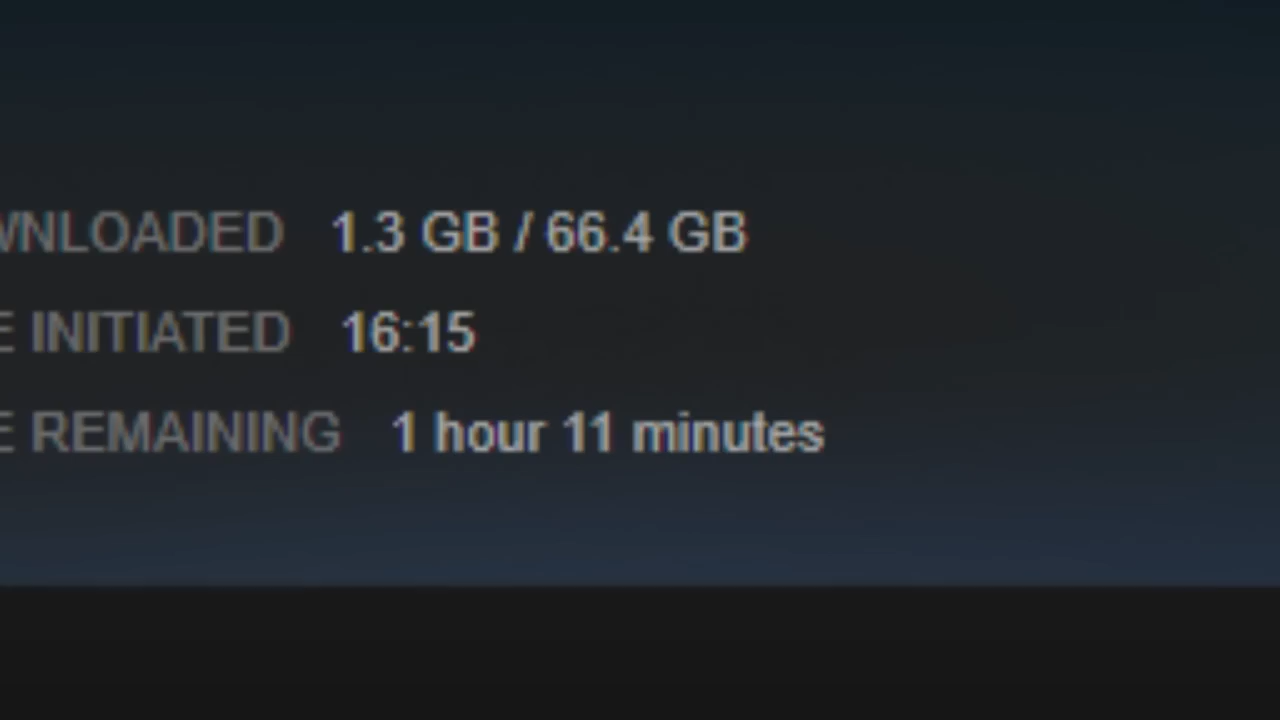 WNLOADED 1.3 GB / 66.4 GB
E INITIATED 16:15
E REMAINING 1 hour 11 minutes